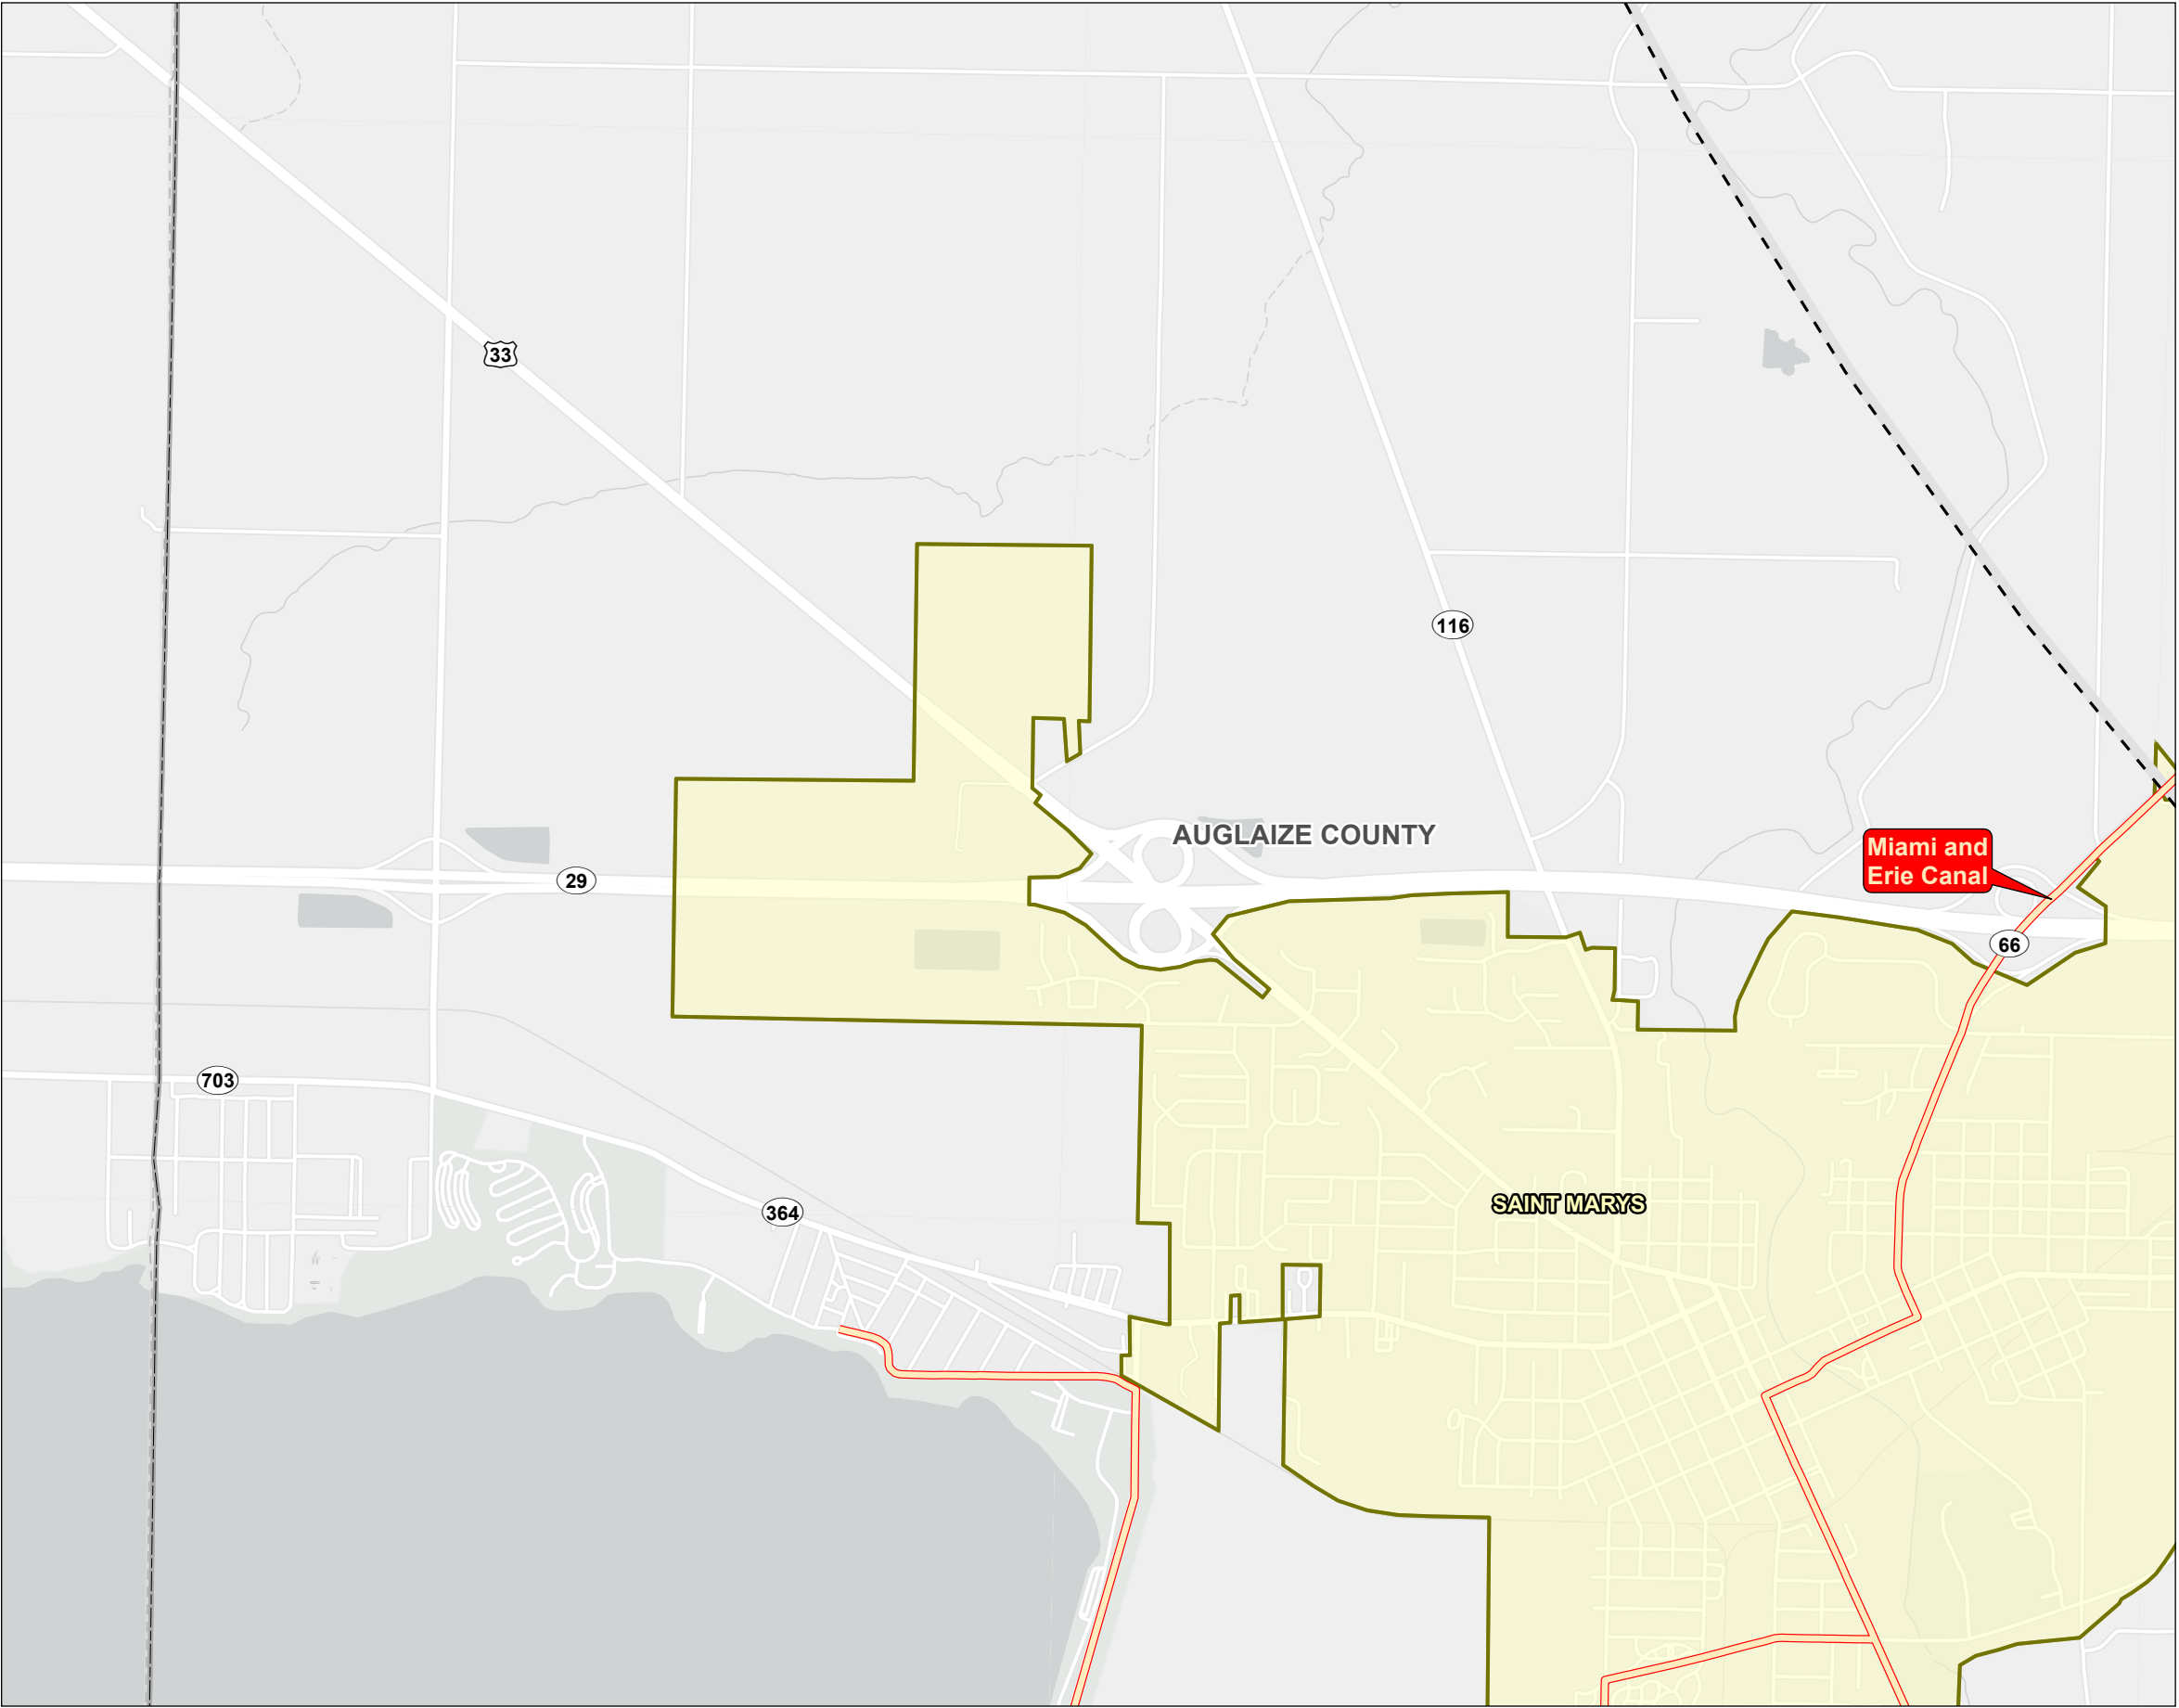 33
116
AUGLAIZE COUNTY
Miami and
Erie Canal
29
66
703
SAINT MARYS
364